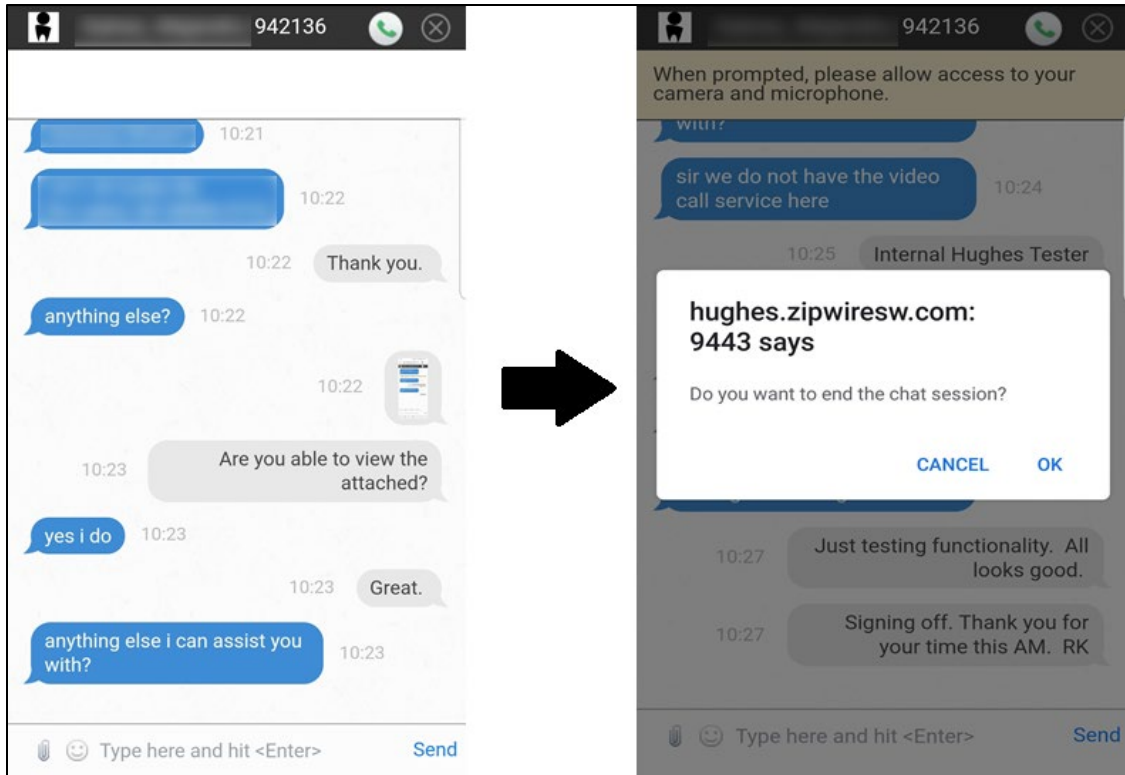 942136
10:21
10:22
10:22
Thank you.
anything else?
10:22
10:22
10:23
Are you able to view the
attached?
yes i do
10:23
10:23
Great.
anything else i can assist you
with?
10:23
Type here and hit <Enter>
Send
942136
When prompted, please allow access to your
camera and microphone.
with?
sir we do not have the video
call service here
10:24
10:25
Internal Hughes Tester
hughes.zipwiresw.com:
9443 says
Do you want to end the chat session?
CANCEL
OK
10:27
Just testing functionality. All
looks good.
10:27
Signing off. Thank you for
your time this AM. RK
Type here and hit <Enter>
Send